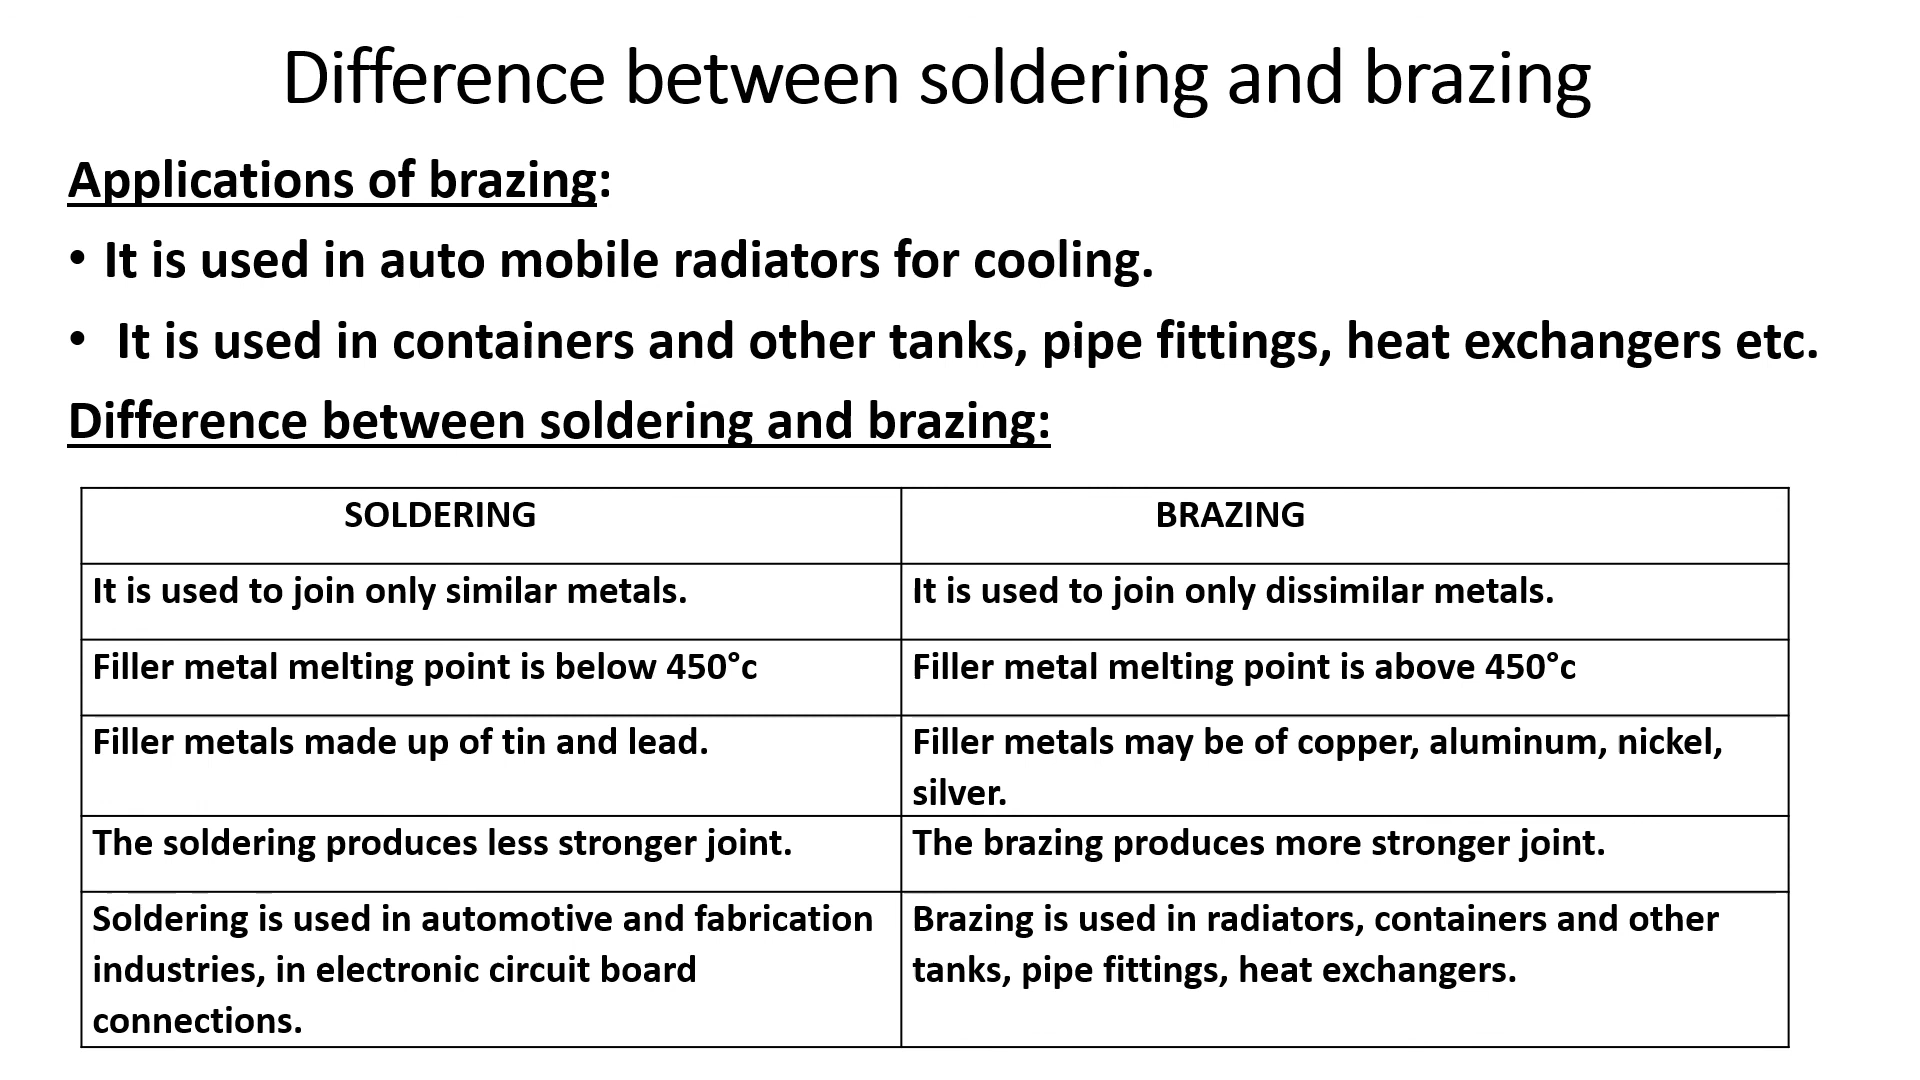 Difference between soldering and brazing
Applications of brazing:
• It is used in auto mobile radiators for cooling.
• It is used in containers and other tanks, pipe fittings, heat exchangers etc.
Difference between soldering and brazing:
SOLDERING
BRAZING
It is used to join only similar metals.
It is used to join only dissimilar metals.
Filler metal melting point is below 450°c
Filler metal melting point is above 450°c
Filler metals made up of tin and lead.
Filler metals may be of copper, aluminum, nickel,
silver.
The soldering produces less stronger joint.
The brazing produces more stronger joint.
Soldering is used in automotive and fabrication
industries, in electronic circuit board
connections.
Brazing is used in radiators, containers and other
tanks, pipe fittings, heat exchangers.